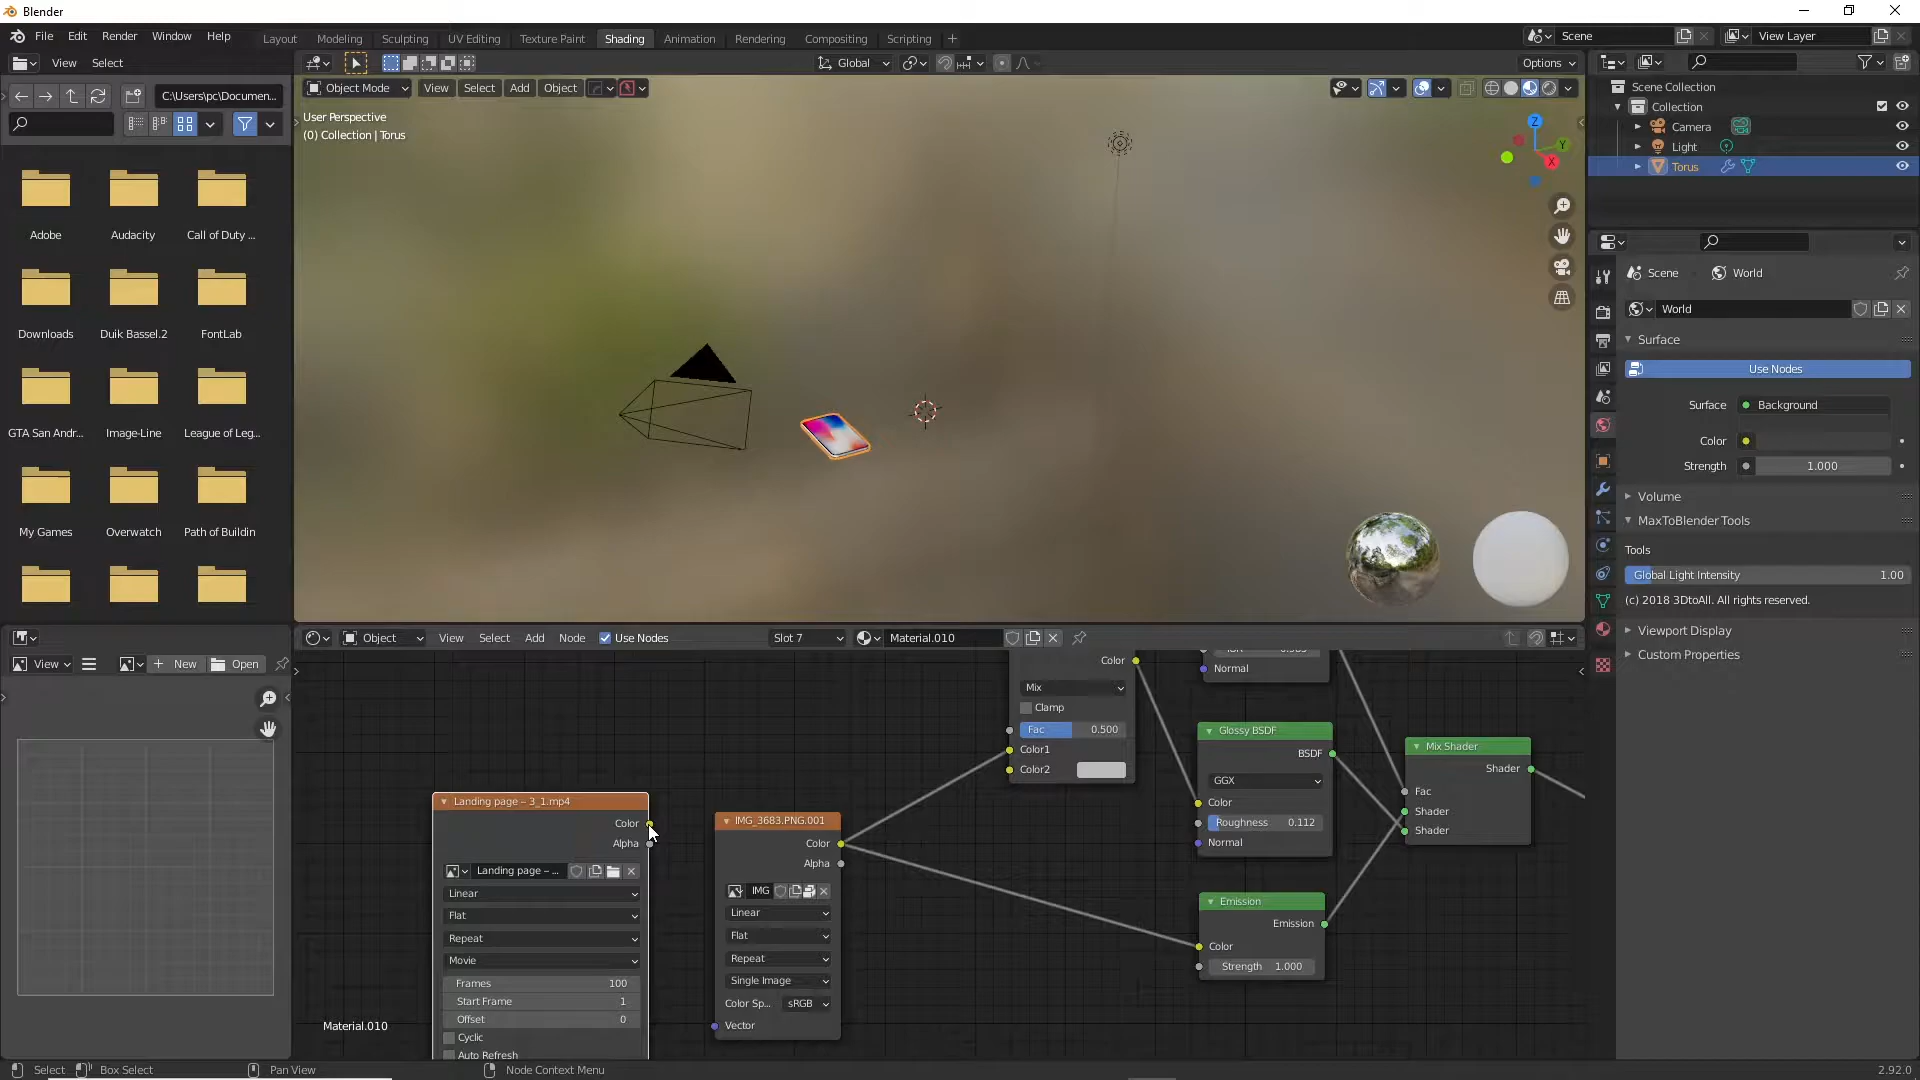 Blender
File Edit Render Window Help
Layout Modeling Sculpting UV Editing Texture Paint Shading Animation Rendering Compositing Scripting +
Scene
View Layer
View Select
Global
Options
C:\Users\pc\Documen...
Object Mode View Select Add Object
User Perspective
(0) Collection | Torus
Z
Y
X
Scene Collection
Collection
Camera
Light
Torus
Adobe
Audacity
Call of Duty ...
Downloads
Duik Bassel.2
FontLab
GTA San Andr...
Image-Line
League of Leg...
My Games
Overwatch
Path of Buildin
Scene
World
World
Surface
Use Nodes
Surface
Background
Color
Strength
1.000
Volume
MaxToBlender Tools
Tools
Global Light Intensity
1.00
(c) 2018 3DtoAll. All rights reserved.
Viewport Display
Custom Properties
View
New
Open
Object View Select Add Node Use Nodes
Slot 7
Material.010
Landing page – 3_1.mp4
Color
Alpha
Landing page – ...
Linear
Flat
Repeat
Movie
Frames 100
Start Frame 1
Offset 0
Cyclic
Auto Refresh
IMG_3683.PNG.001
Color
Alpha
IMG
Linear
Flat
Repeat
Single Image
Color Sp... sRGB
Vector
Color
Mix
Clamp
Fac 0.500
Color1
Color2
Normal
Glossy BSDF
BSDF
GGX
Color
Roughness 0.112
Normal
Emission
Emission
Color
Strength 1.000
Mix Shader
Shader
Fac
Shader
Shader
Material.010
Select
Box Select
Pan View
Node Context Menu
2.92.0